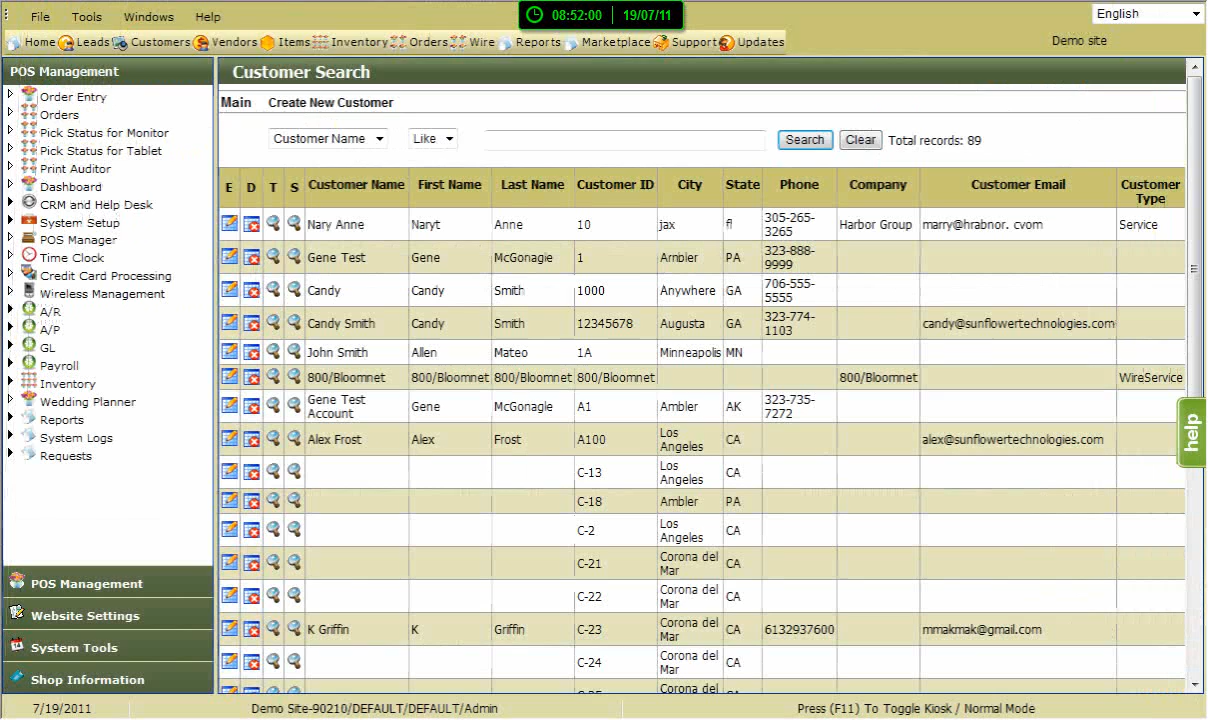 File Tools Windows Help
08:52:00 19/07/11
English
Home Leads Customers Vendors Items Inventory Orders Wire Reports Marketplace Support Updates
Demo site
POS Management
Order Entry
Orders
Pick Status for Monitor
Pick Status for Tablet
Print Auditor
Dashboard
CRM and Help Desk
System Setup
POS Manager
Time Clock
Credit Card Processing
Wireless Management
A/R
A/P
GL
Payroll
Inventory
Wedding Planner
Reports
System Logs
Requests
POS Management
Website Settings
System Tools
Shop Information
Customer Search
Main Create New Customer
Customer Name Like Search Clear Total records: 89
E D T S Customer Name First Name Last Name Customer ID City State Phone Company Customer Email Customer Type
Nary Anne Naryt Anne 10 jax fl 305-265-3265 Harbor Group marry@hrabnor. cvom Service
Gene Test Gene McGonagie 1 Ambler PA 323-888-9999
Candy Candy Smith 1000 Anywhere GA 706-555-5555
Candy Smith Candy Smith 12345678 Augusta GA 323-774-1103 candy@sunflowertechnologies.com
John Smith Allen Mateo 1A Minneapolis MN
800/Bloomnet 800/Bloomnet 800/Bloomnet 800/Bloomnet 800/Bloomnet WireService
Gene Test Account Gene McGonagle A1 Ambler AK 323-735-7272
Alex Frost Alex Frost A100 Los Angeles CA alex@sunflowertechnologies.com
C-13 Los Angeles CA
C-18 Ambler PA
C-2 Los Angeles CA
C-21 Corona del Mar CA
C-22 Corona del Mar CA
K Griffin K Griffin C-23 Corona del Mar CA 6132937600 mmakmak@gmail.com
C-24 Corona del Mar CA
Corona del
help
7/19/2011 Demo Site-90210/DEFAULT/DEFAULT/Admin Press (F11) To Toggle Kiosk / Normal Mode